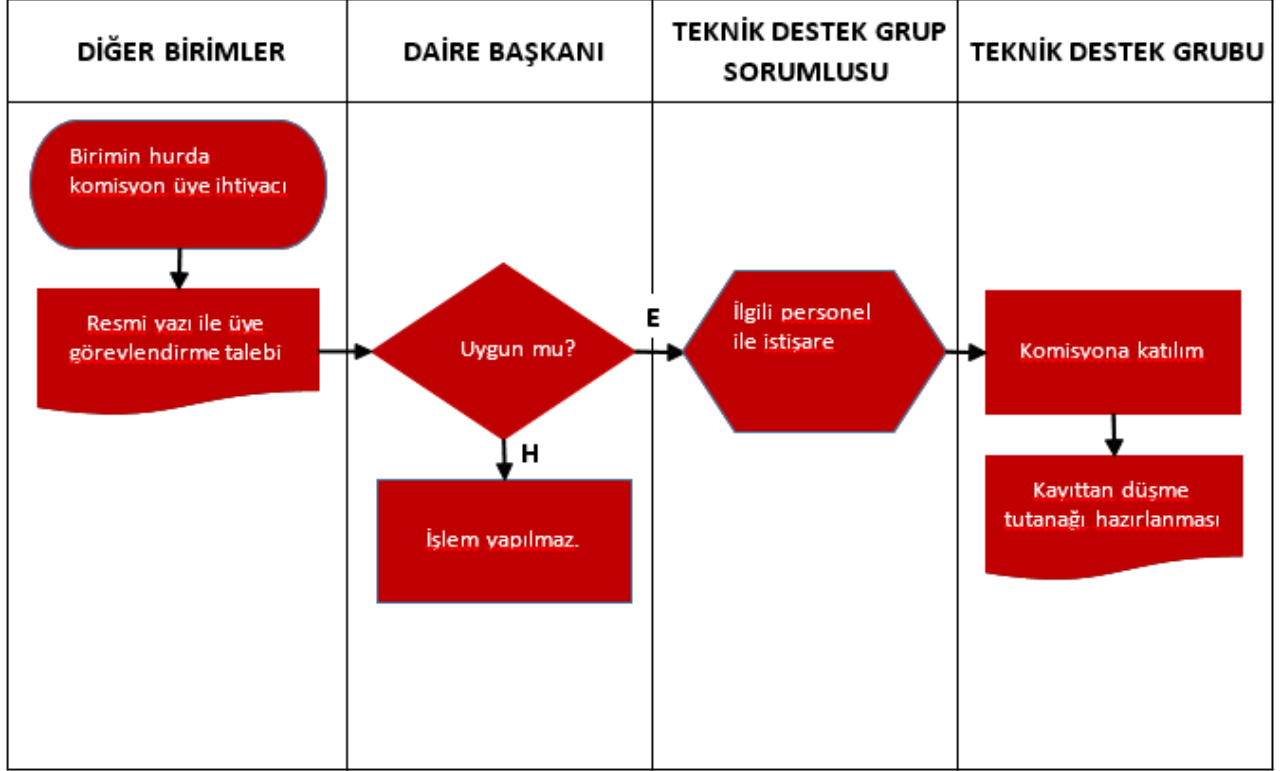 DİĞER BİRİMLER
DAİRE BAŞKANI
TEKNİK DESTEK GRUP
SORUMLUSU
TEKNİK DESTEK GRUBU
Birimin hurda
komisyon üye ihtiyacı
Resmi yazı ile üye
görevlendirme talebi
Uygun mu?
E
H
İşlem yapılmaz.
İlgili personel
ile istişare
Komisyona katılım
Kayıttan düşme
tutanağı hazırlanması